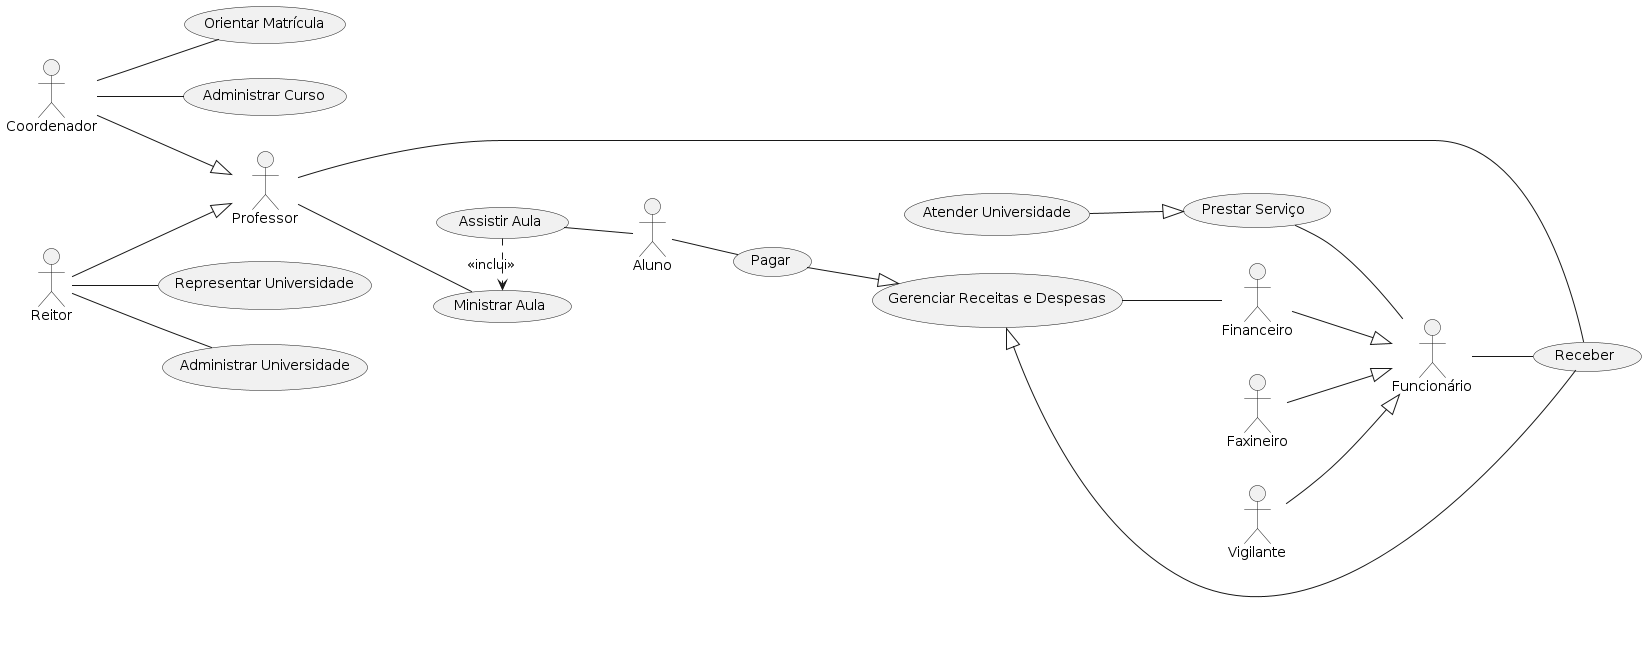 Orientar Matrícula
Administrar Curso
Coordenador
Professor
Assistir Aula
Atender Universidade
Prestar Serviço
«inclui»
Aluno
Pagar
Representar Universidade
Gerenciar Receitas e Despesas
Ministrar Aula
Reitor
Financeiro
Administrar Universidade
Receber
Funcionário
Faxineiro
Vigilante